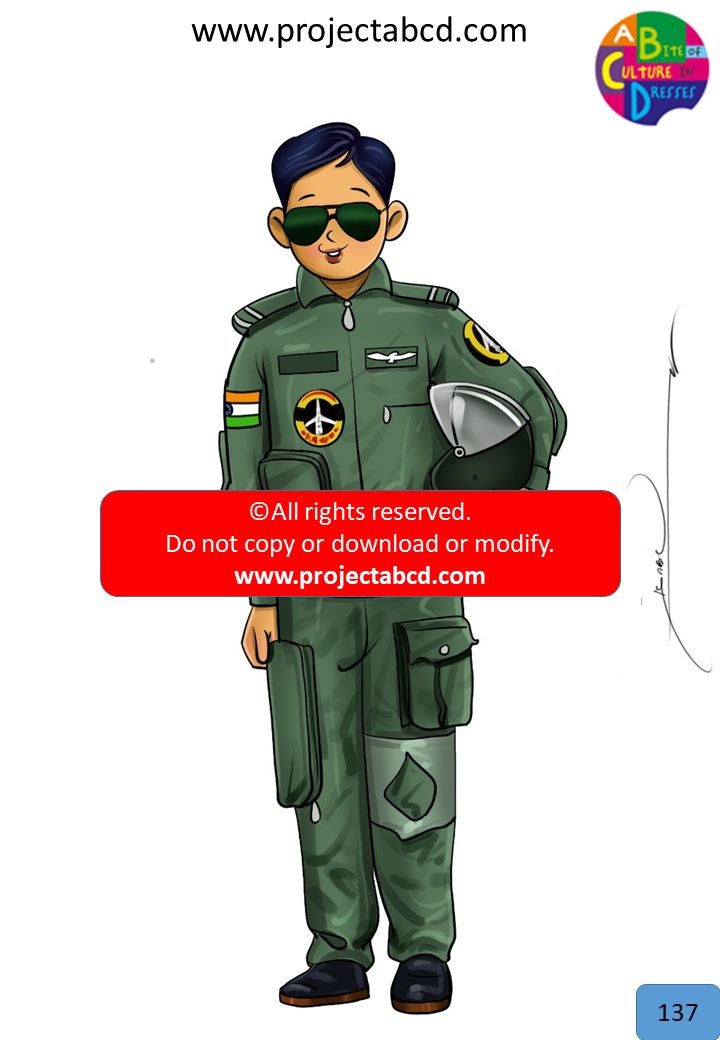 www.projectabcd.com
A BITE OF
CULTURE IN
DRESSES
©All rights reserved.
Do not copy or download or modify.
www.projectabcd.com
137